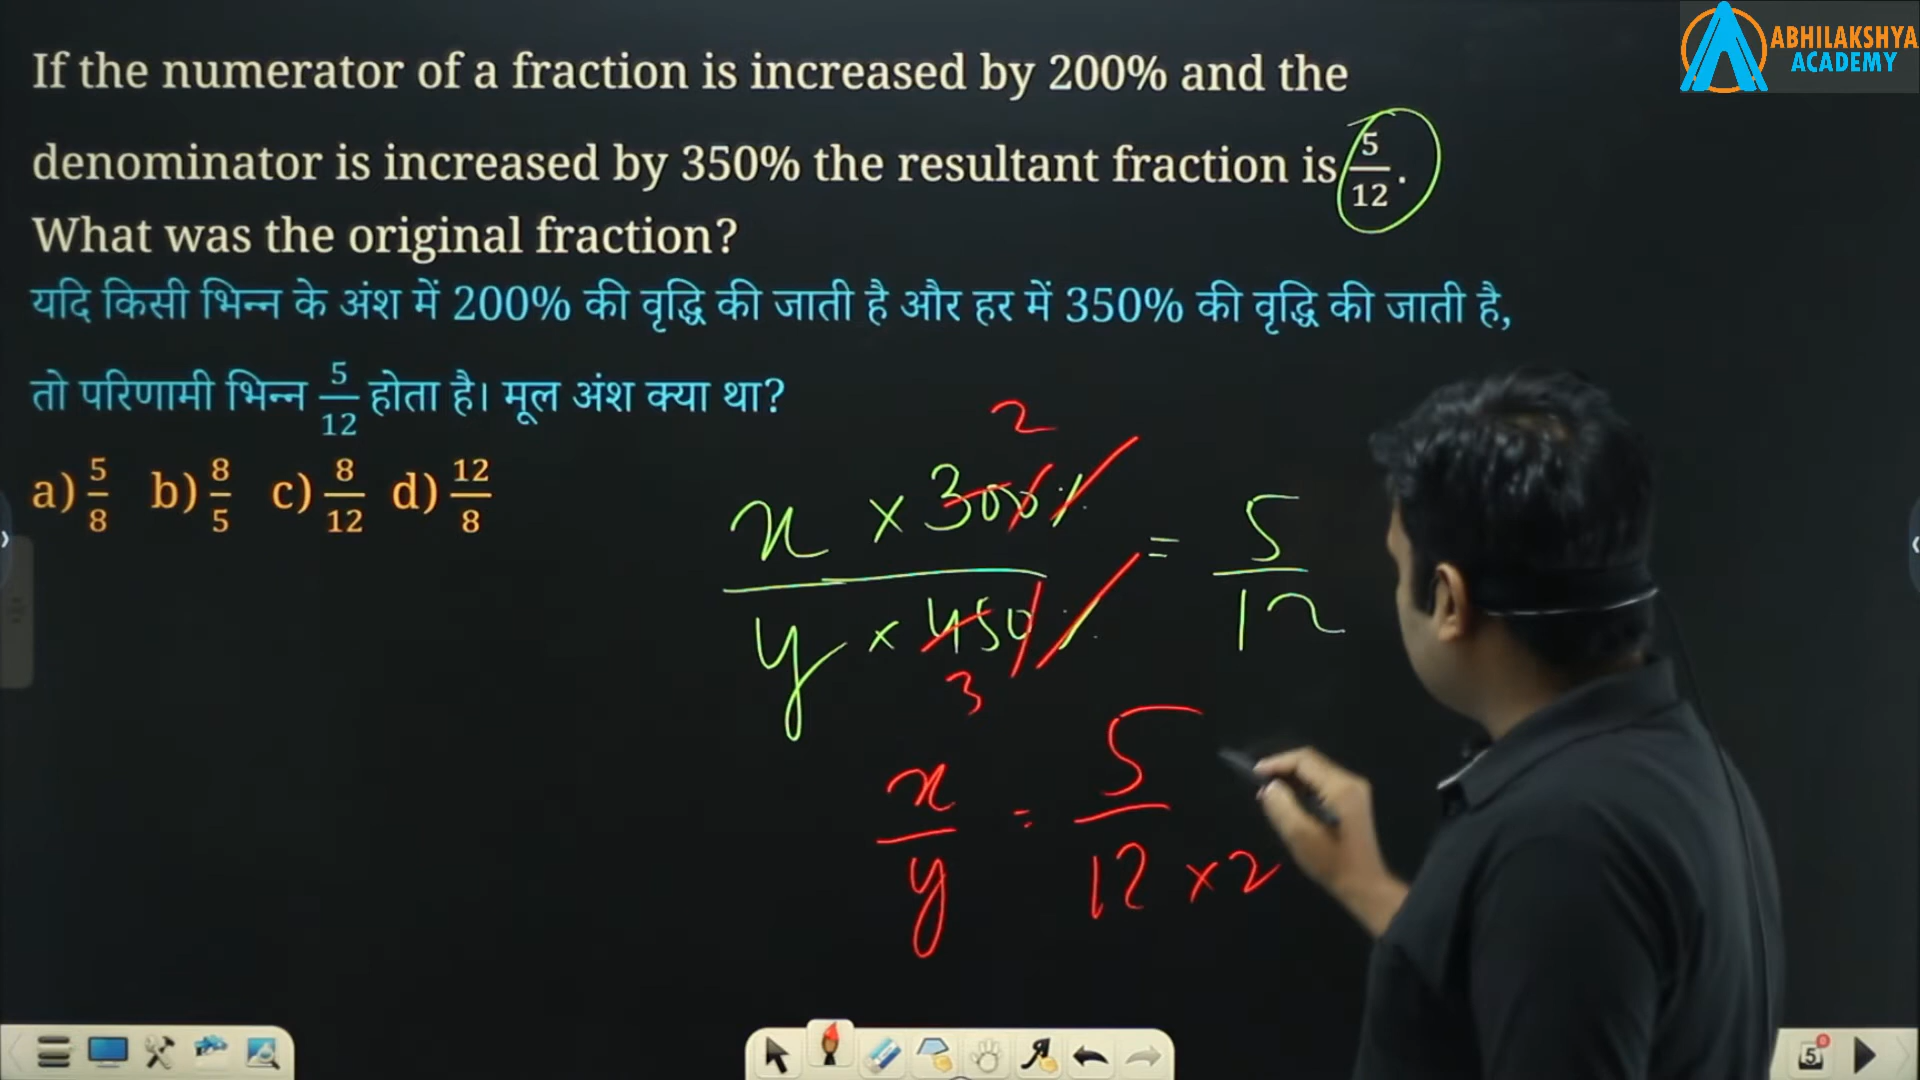 ABHILAKSHYA
ACADEMY
If the numerator of a fraction is increased by 200% and the
denominator is increased by 350% the resultant fraction is 5/12.
What was the original fraction?
यदि किसी भिन्न के अंश में 200% की वृद्धि की जाती है और हर में 350% की वृद्धि की जाती है,
तो परिणामी भिन्न 5/12 होता है। मूल अंश क्या था?
a) 5/8 b) 8/5 c) 8/12 d) 12/8
2
x × 300%
y × 450%
= 5/12
3
x/y = 5/12 × 2
5